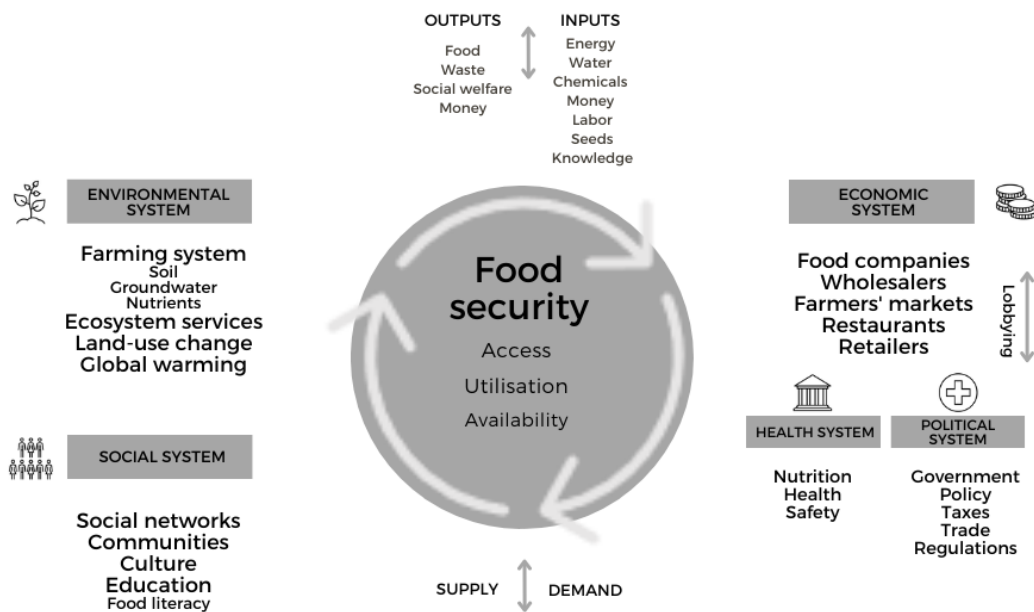 OUTPUTS
Food
Waste
Social welfare
Money
INPUTS
Energy
Water
Chemicals
Money
Labor
Seeds
Knowledge
ENVIRONMENTAL
SYSTEM
Farming system
Soil
Groundwater
Nutrients
Ecosystem services
Land-use change
Global warming
SOCIAL SYSTEM
Social networks
Communities
Culture
Education
Food literacy
Food
security
Access
Utilisation
Availability
SUPPLY
DEMAND
ECONOMIC
SYSTEM
Food companies
Wholesalers
Farmers' markets
Restaurants
Retailers
Lobbying
HEALTH SYSTEM
Nutrition
Health
Safety
POLITICAL
SYSTEM
Government
Policy
Taxes
Trade
Regulations